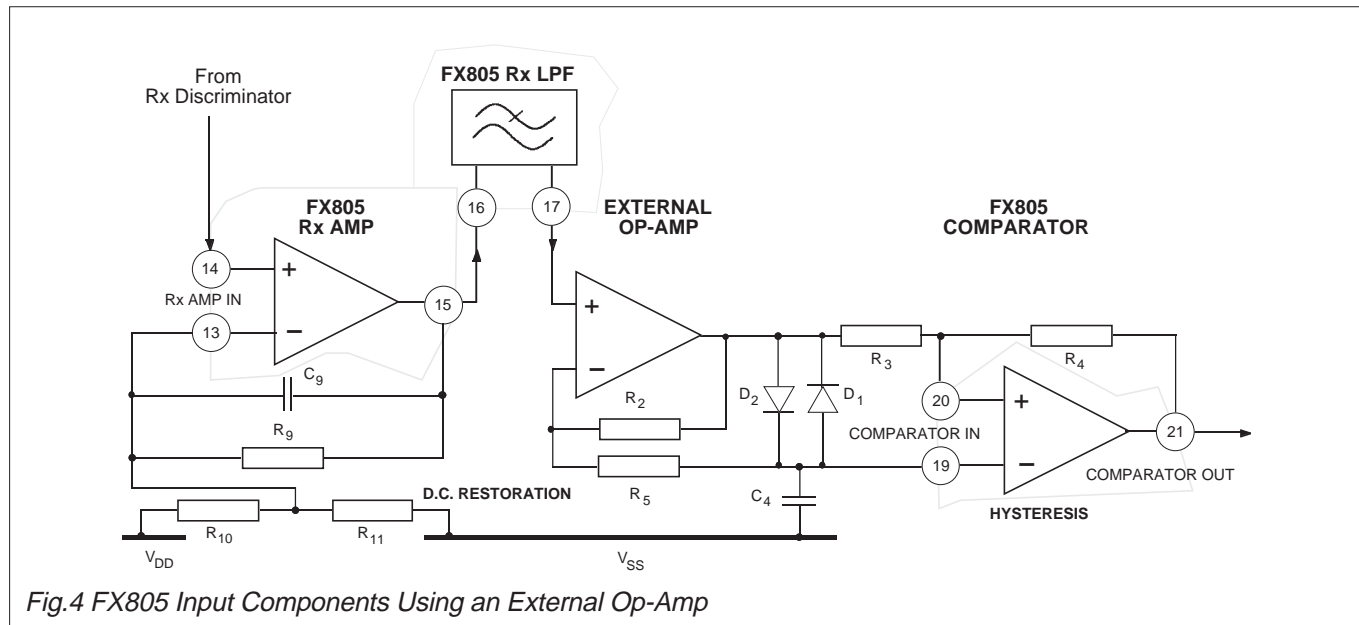 FX805 Rx LPF
From
Rx Discriminator
16
17
FX805
Rx AMP
EXTERNAL
OP-AMP
FX805
COMPARATOR
14
+
Rx AMP IN
13
−
15
+
−
C9
R9
R2
R5
D2
D1
R3
R4
20
COMPARATOR IN
19
+
−
21
COMPARATOR OUT
D.C. RESTORATION
C4
HYSTERESIS
R10
R11
VDD
VSS
Fig.4 FX805 Input Components Using an External Op-Amp